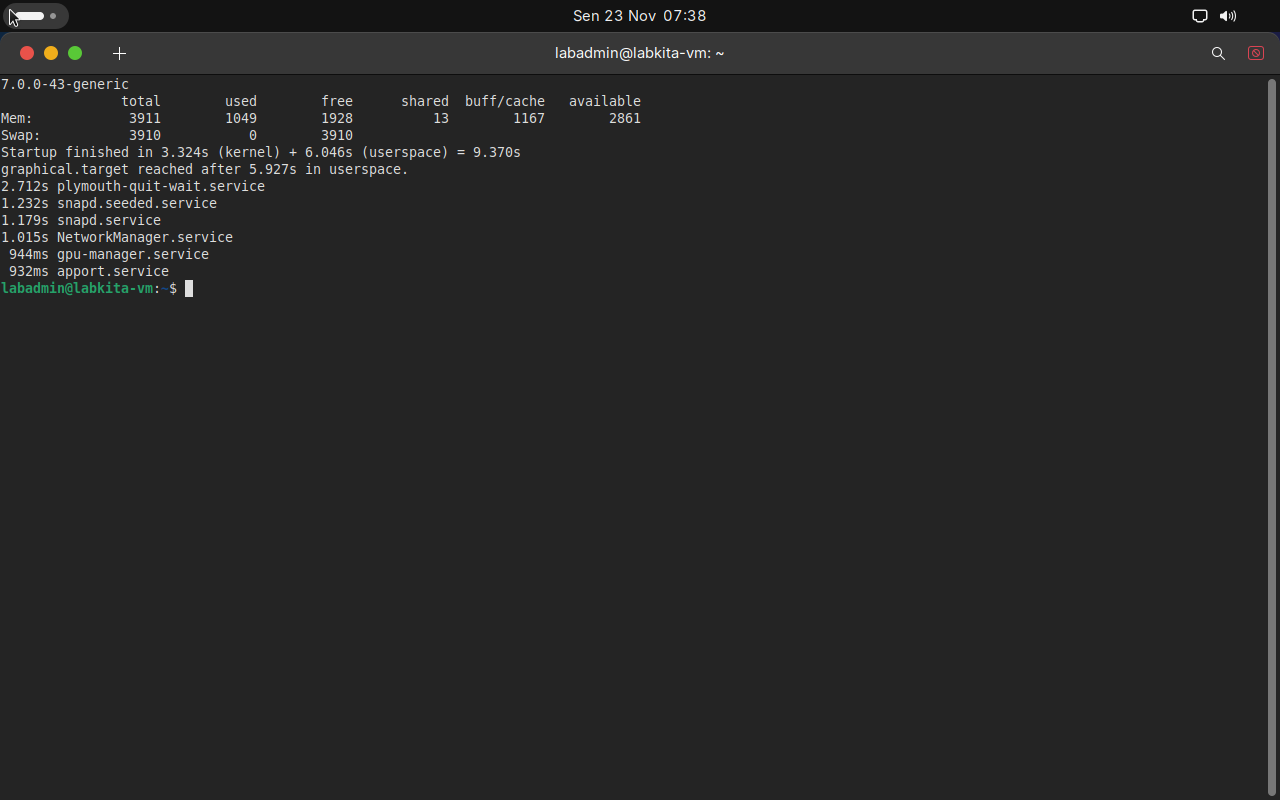 Sen 23 Nov 07:38
labadmin@labkita-vm: ~
7.0.0-43-generic
total used free shared buff/cache available
Mem: 3911 1049 1928 13 1167 2861
Swap: 3910 0 3910
Startup finished in 3.324s (kernel) + 6.046s (userspace) = 9.370s
graphical.target reached after 5.927s in userspace.
2.712s plymouth-quit-wait.service
1.232s snapd.seeded.service
1.179s snapd.service
1.015s NetworkManager.service
944ms gpu-manager.service
932ms apport.service
labadmin@labkita-vm:~$